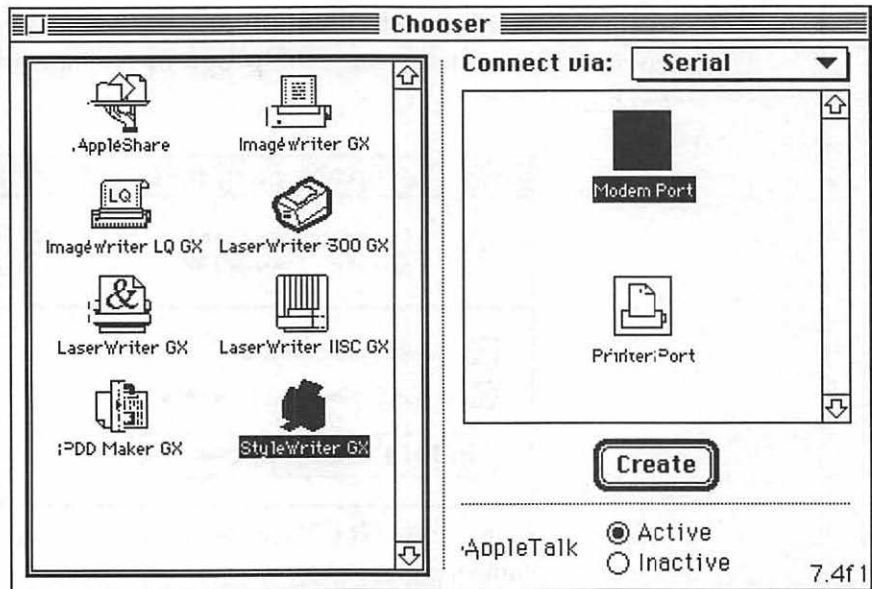 Chooser
AppleShare
ImageWriter GX
LQ
ImageWriter LQ GX
LaserWriter 300 GX
&
LaserWriter GX
LaserWriter IISC GX
PDD Maker GX
StyleWriter GX
Connect via: Serial
Modem Port
Printer Port
Create
AppleTalk
Active
Inactive
7.4f1